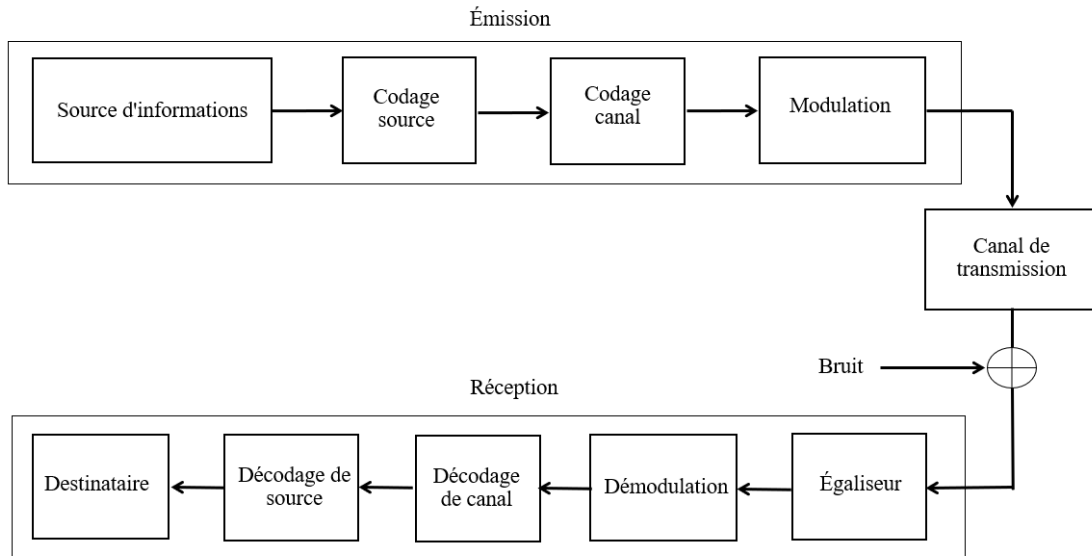 Émission
Source d'informations
Codage
source
Codage
canal
Modulation
Canal de
transmission
Bruit
Réception
Destinataire
Décodage de
source
Décodage
de canal
Démodulation
Égaliseur